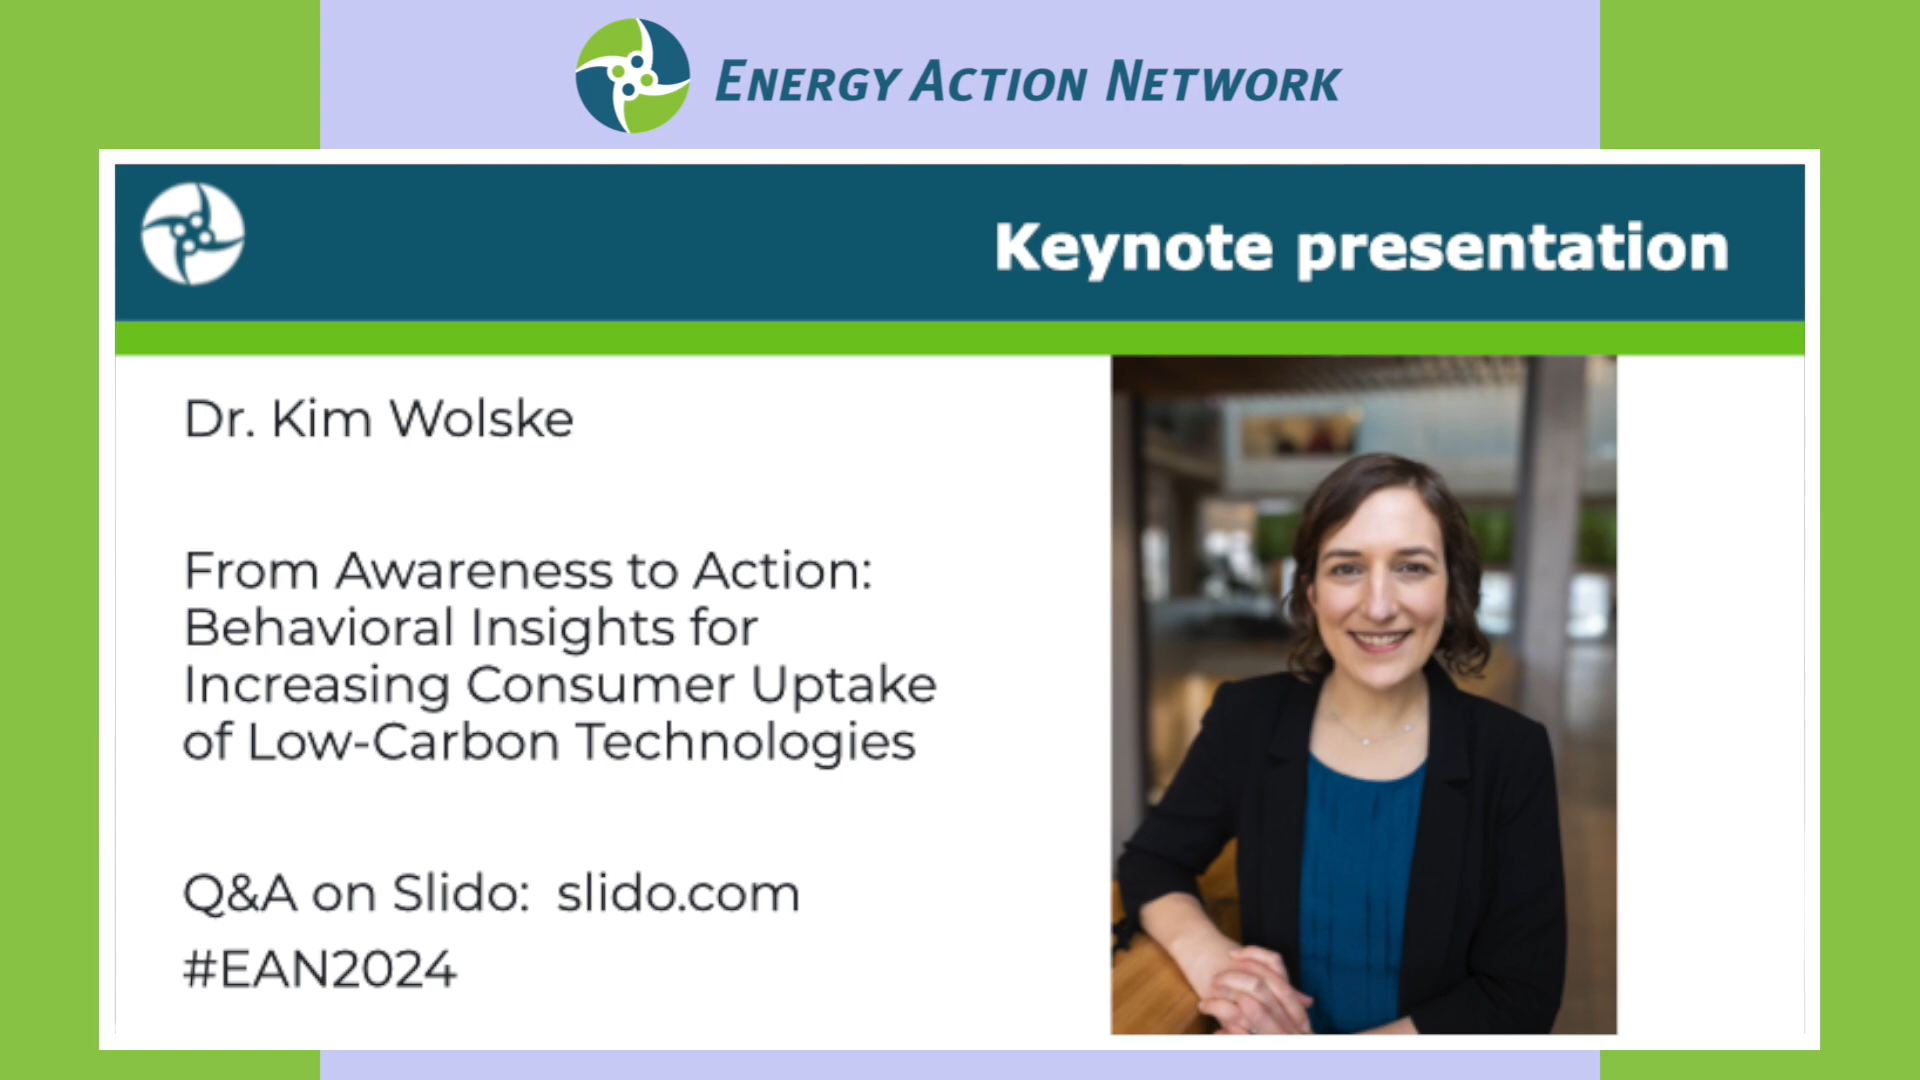 ENERGY ACTION NETWORK
Keynote presentation
Dr. Kim Wolske
From Awareness to Action:
Behavioral Insights for
Increasing Consumer Uptake
of Low-Carbon Technologies
Q&A on Slido: slido.com
#EAN2024